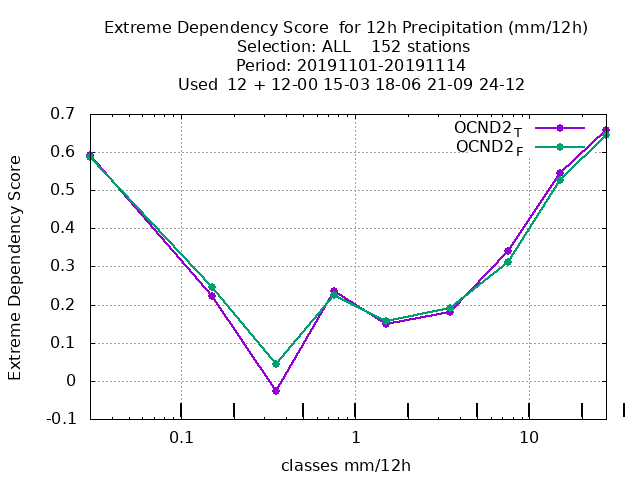 Extreme Dependency Score  for 12h Precipitation (mm/12h)
Selection: ALL    152 stations
Period: 20191101-20191114
Used  12 + 12-00 15-03 18-06 21-09 24-12
OCND2T
OCND2F
Extreme Dependency Score
0.7
0.6
0.5
0.4
0.3
0.2
0.1
0
-0.1
0.1
1
10
classes mm/12h